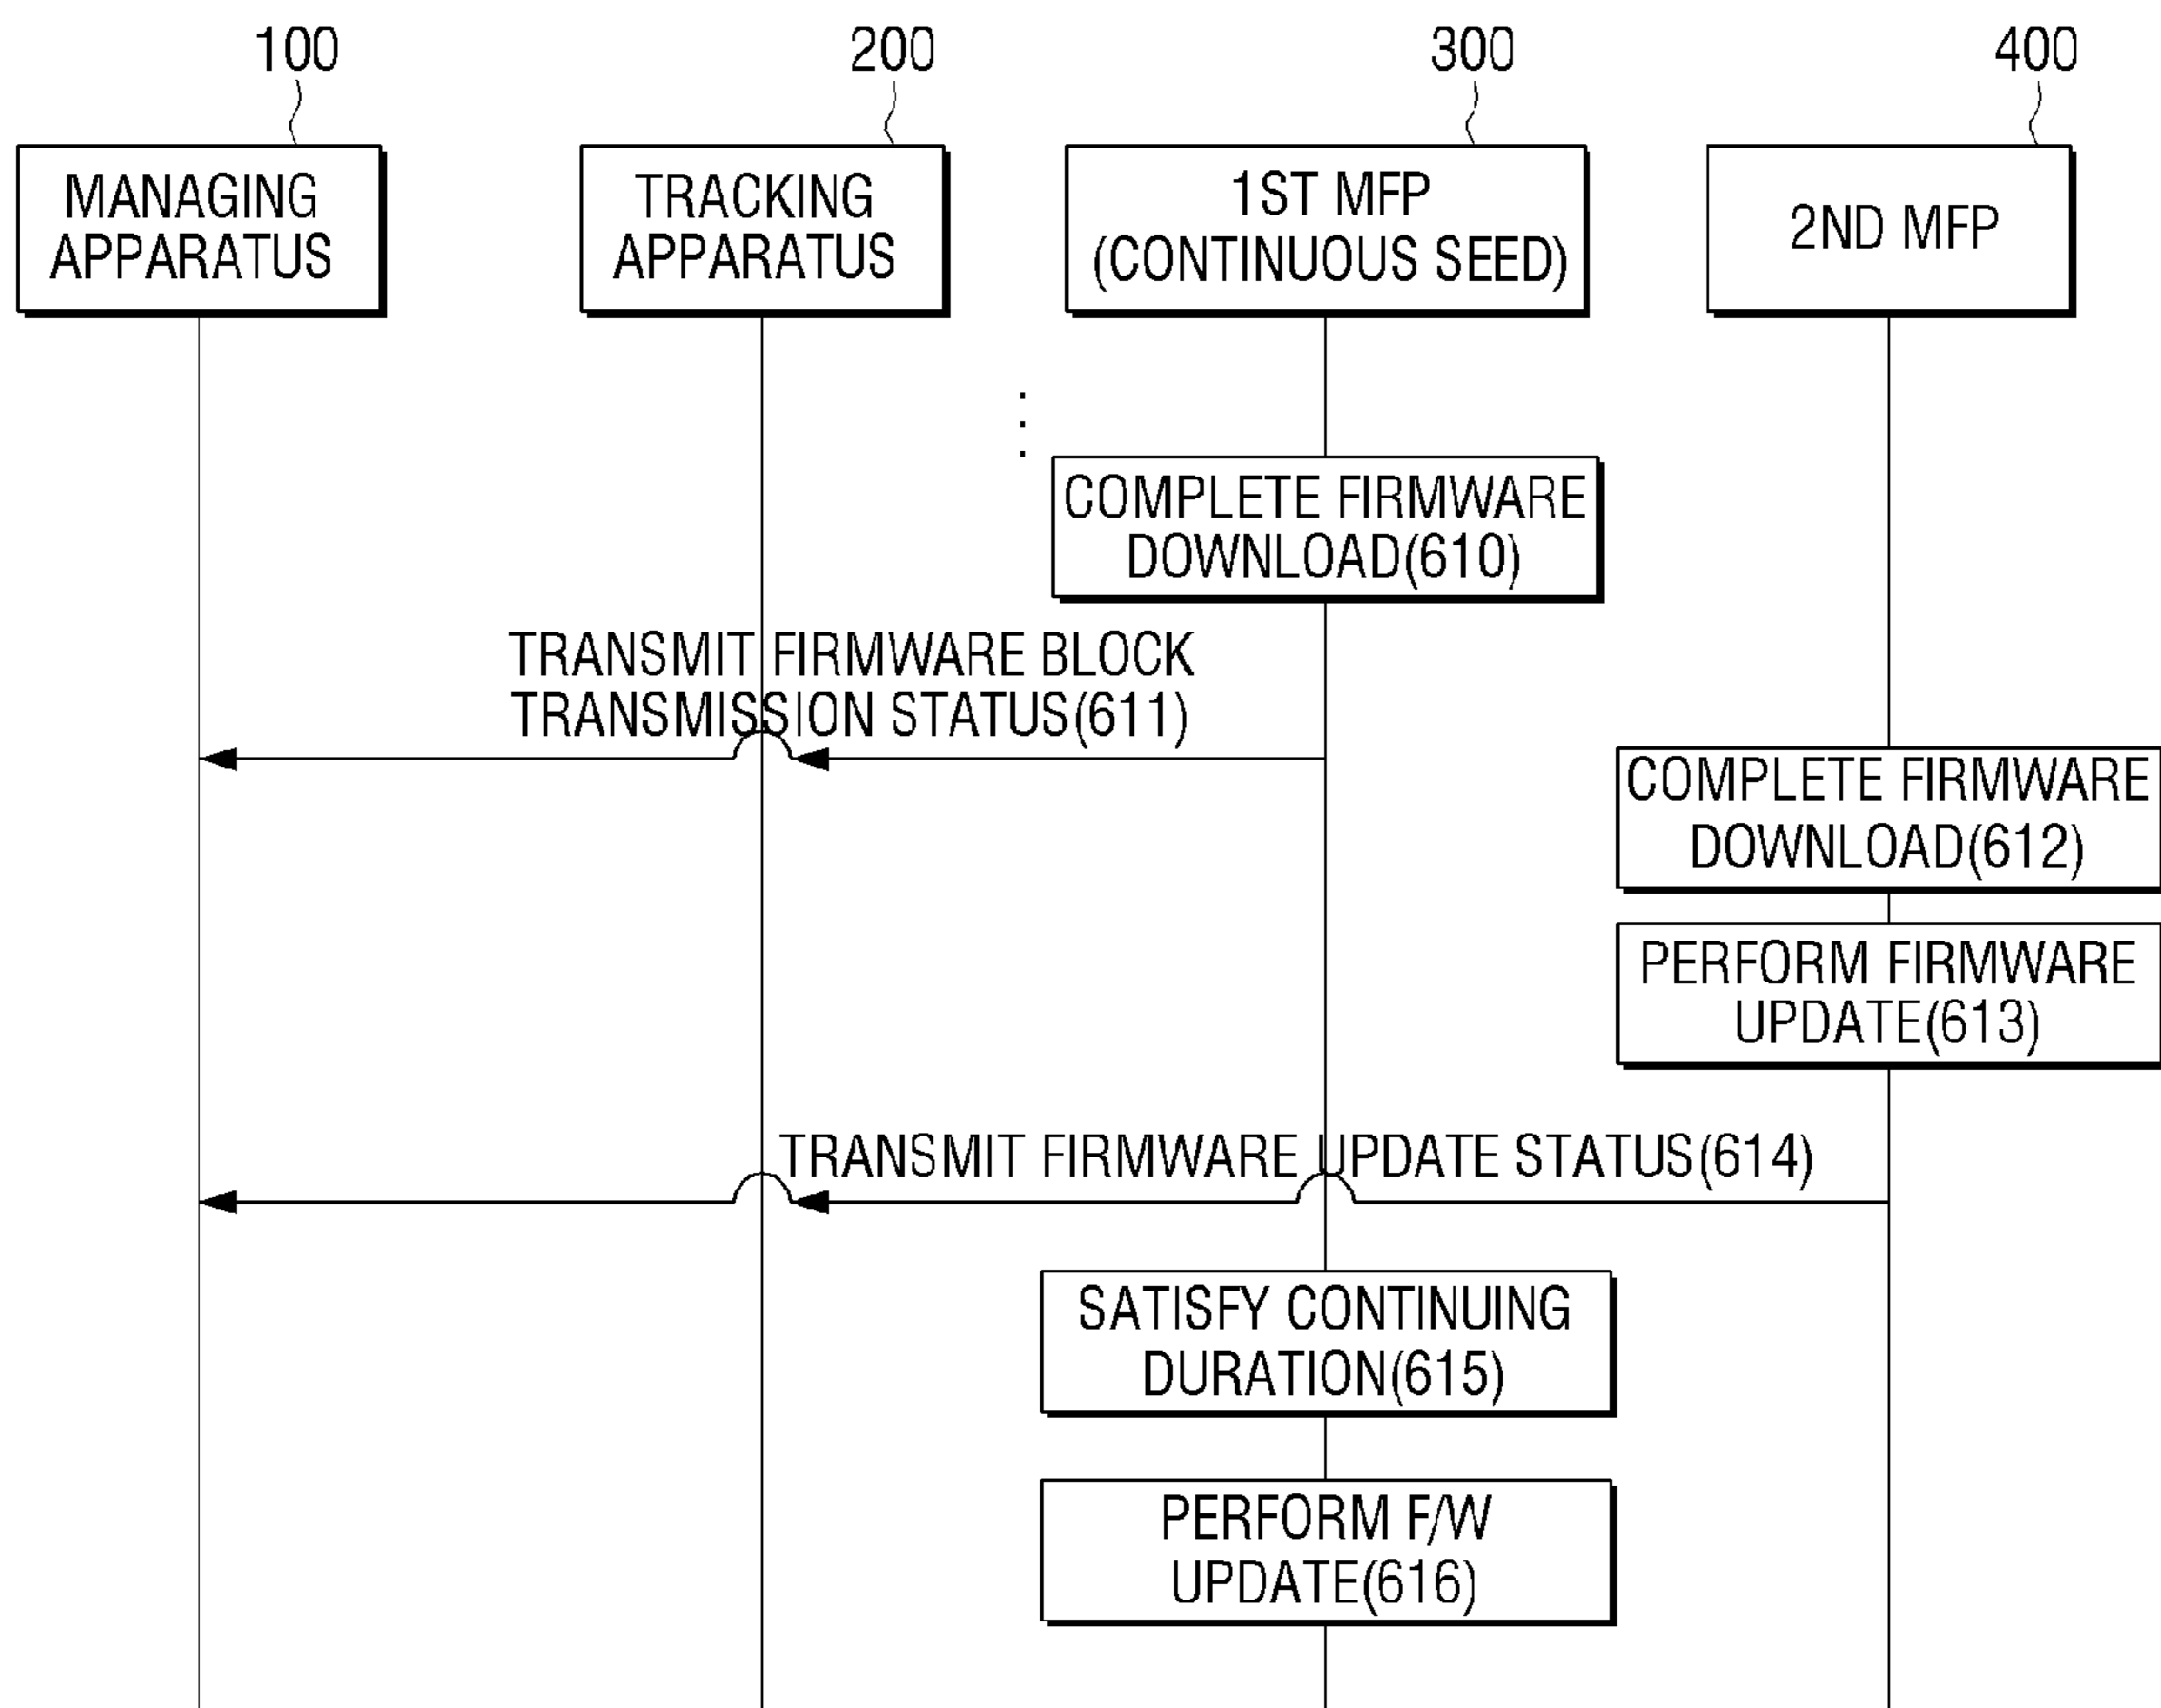 100
200
300
400
MANAGING
APPARATUS
TRACKING
APPARATUS
1ST MFP
(CONTINUOUS SEED)
2ND MFP
COMPLETE FIRMWARE
DOWNLOAD(610)
TRANSMIT FIRMWARE BLOCK
TRANSMISSION STATUS(611)
COMPLETE FIRMWARE
DOWNLOAD(612)
PERFORM FIRMWARE
UPDATE(613)
TRANSMIT FIRMWARE UPDATE STATUS(614)
SATISFY CONTINUING
DURATION(615)
PERFORM F/W
UPDATE(616)